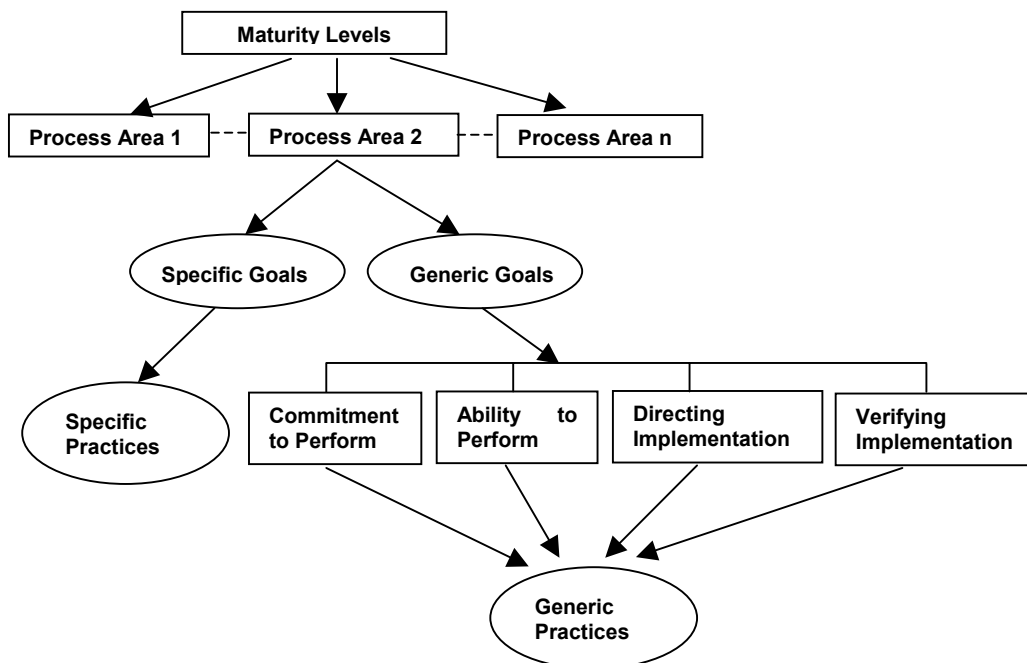 Maturity Levels
Process Area 1
Process Area 2
Process Area n
Specific Goals
Generic Goals
Specific
Practices
Commitment
to Perform
Ability to
Perform
Directing
Implementation
Verifying
Implementation
Generic
Practices